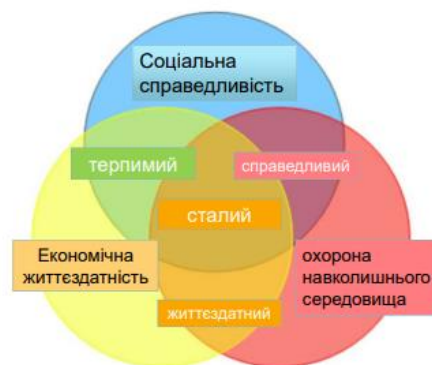 Соціальна
справедливість
терпимий
справедливий
сталий
Економічна
життєздатність
охорона
навколишнього
середовища
життєздатний